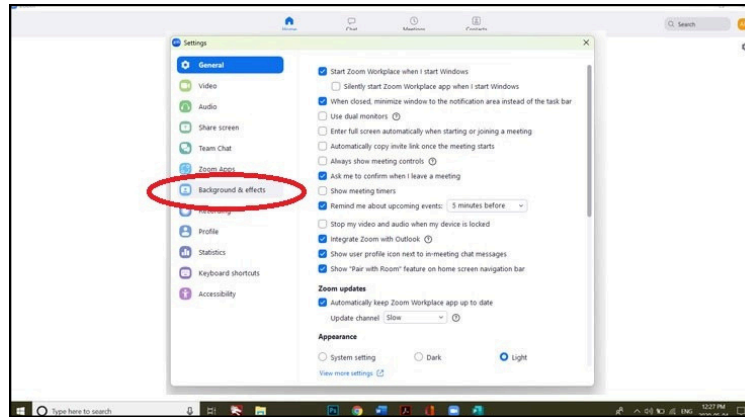 Home
Chat
Meetings
Contacts
Search
Settings
General
Video
Audio
Share screen
Team Chat
Zoom Apps
Background & effects
Recording
Profile
Statistics
Keyboard shortcuts
Accessibility
Start Zoom Workplace when I start Windows
Silently start Zoom Workplace app when I start Windows
When closed, minimize window to the notification area instead of the task bar
Use dual monitors
Enter full screen automatically when starting or joining a meeting
Automatically copy invite link once the meeting starts
Always show meeting controls
Ask me to confirm when I leave a meeting
Show meeting timers
Remind me about upcoming events: 5 minutes before
Stop my video and audio when my device is locked
Integrate Zoom with Outlook
Show user profile icon next to in-meeting chat messages
Show "Pair with Room" feature on home screen navigation bar
Zoom updates
Automatically keep Zoom Workplace app up to date
Update channel Slow
Appearance
System setting
Dark
Light
View more settings
Type here to search
ENG
12:27 PM